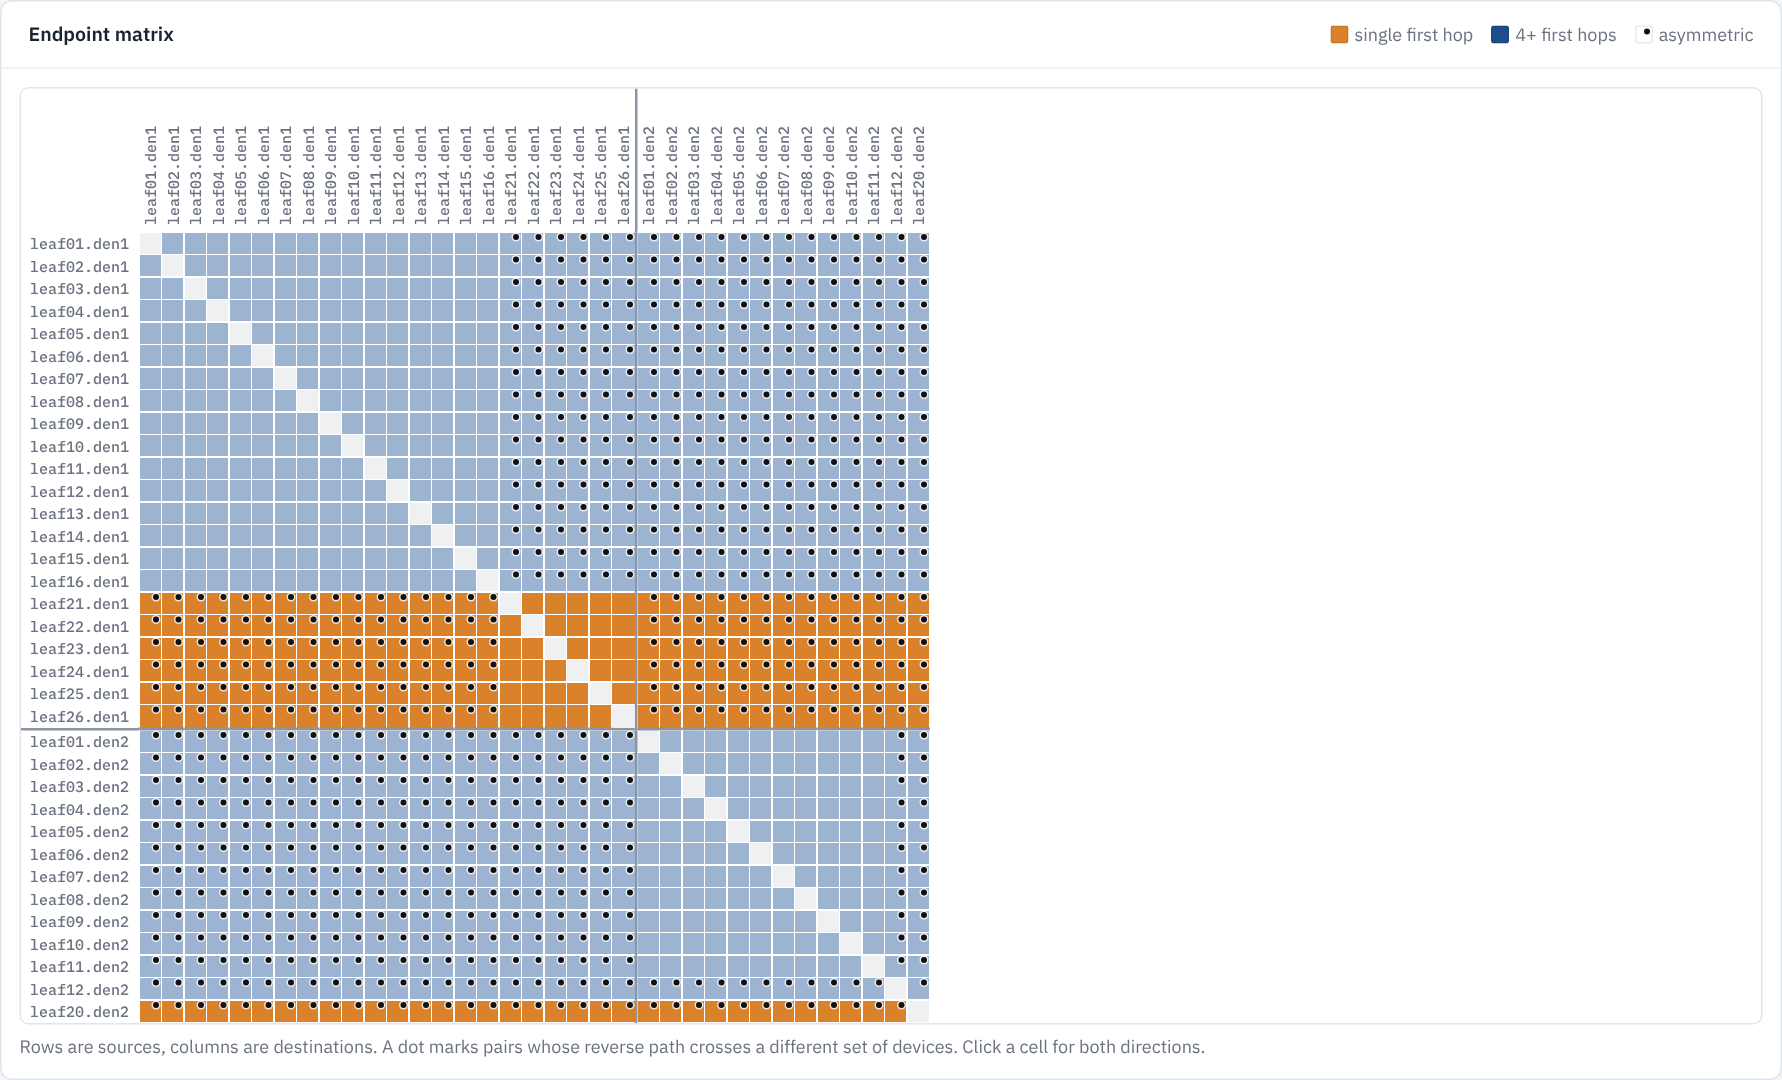 Endpoint matrix
single first hop
4+ first hops
asymmetric
leaf01.den1
leaf02.den1
leaf03.den1
leaf04.den1
leaf05.den1
leaf06.den1
leaf07.den1
leaf08.den1
leaf09.den1
leaf10.den1
leaf11.den1
leaf12.den1
leaf13.den1
leaf14.den1
leaf15.den1
leaf16.den1
leaf21.den1
leaf22.den1
leaf23.den1
leaf24.den1
leaf25.den1
leaf26.den1
leaf01.den2
leaf02.den2
leaf03.den2
leaf04.den2
leaf05.den2
leaf06.den2
leaf07.den2
leaf08.den2
leaf09.den2
leaf10.den2
leaf11.den2
leaf12.den2
leaf20.den2
leaf01.den1
leaf02.den1
leaf03.den1
leaf04.den1
leaf05.den1
leaf06.den1
leaf07.den1
leaf08.den1
leaf09.den1
leaf10.den1
leaf11.den1
leaf12.den1
leaf13.den1
leaf14.den1
leaf15.den1
leaf16.den1
leaf21.den1
leaf22.den1
leaf23.den1
leaf24.den1
leaf25.den1
leaf26.den1
leaf01.den2
leaf02.den2
leaf03.den2
leaf04.den2
leaf05.den2
leaf06.den2
leaf07.den2
leaf08.den2
leaf09.den2
leaf10.den2
leaf11.den2
leaf12.den2
leaf20.den2
Rows are sources, columns are destinations. A dot marks pairs whose reverse path crosses a different set of devices. Click a cell for both directions.